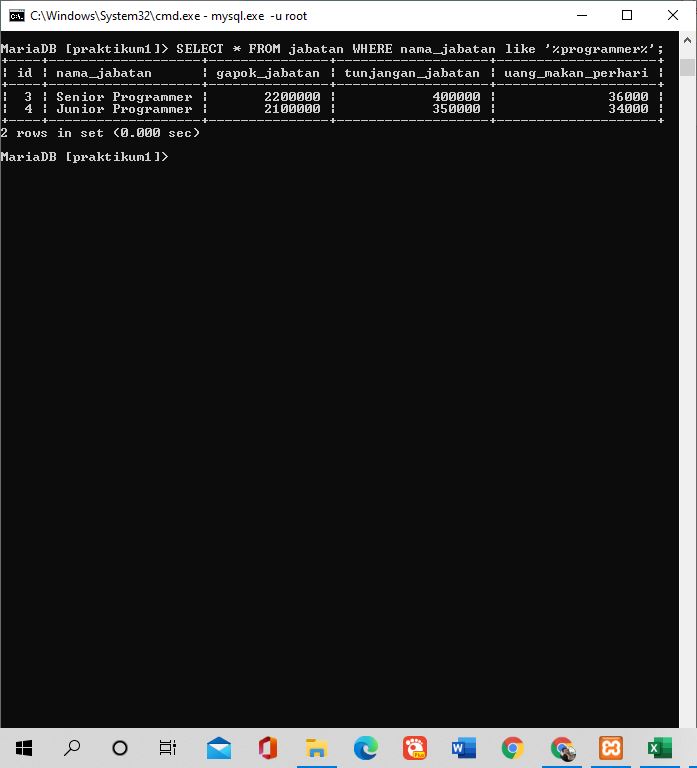 C:\Windows\System32\cmd.exe - mysql.exe -u root
MariaDB [praktikum1]> SELECT * FROM jabatan WHERE nama_jabatan like '%programmer%';
+----+-------------------+---------------+-------------------+--------------------+
| id | nama_jabatan | gapok_jabatan | tunjangan_jabatan | uang_makan_perhari |
+----+-------------------+---------------+-------------------+--------------------+
| 3 | Senior Programmer | 2200000 | 400000 | 36000 |
| 4 | Junior Programmer | 2100000 | 350000 | 34000 |
+----+-------------------+---------------+-------------------+--------------------+
2 rows in set (0.000 sec)
MariaDB [praktikum1]>